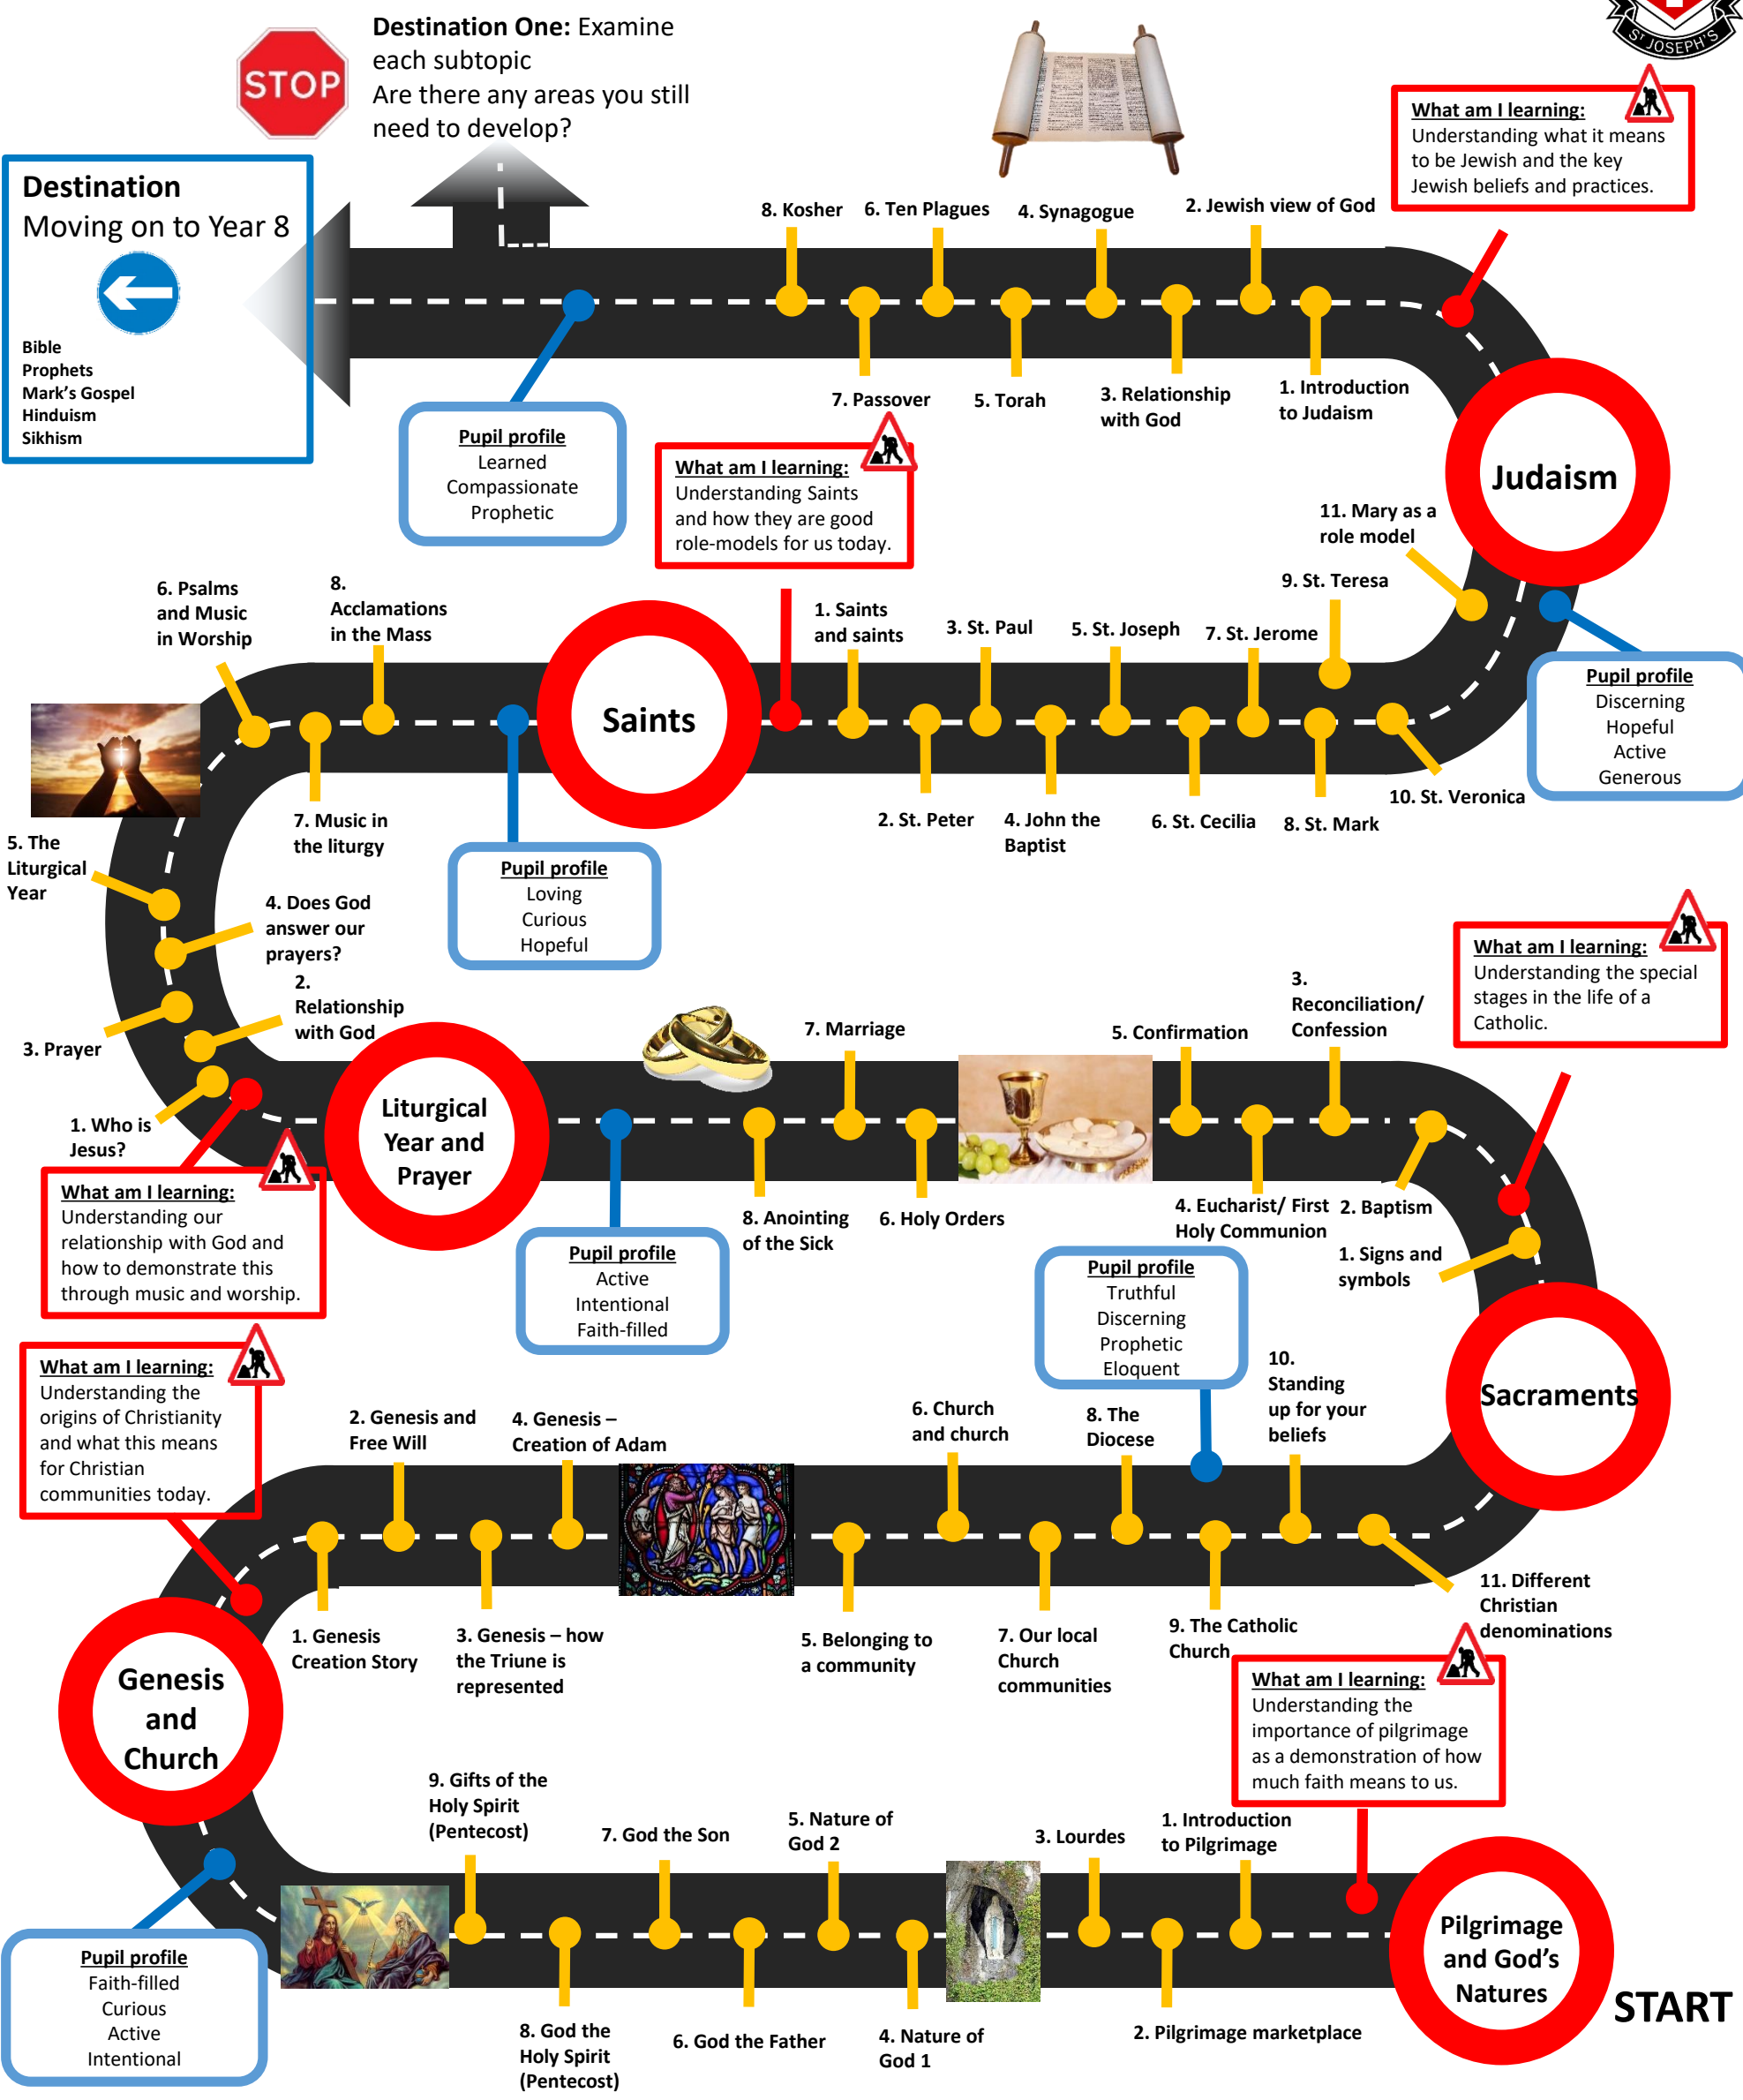 ST JOSEPH'S
STOP
Destination One: Examine
each subtopic
Are there any areas you still
need to develop?
Destination
Moving on to Year 8
Bible
Prophets
Mark's Gospel
Hinduism
Sikhism
What am I learning:
Understanding what it means
to be Jewish and the key
Jewish beliefs and practices.
8. Kosher
6. Ten Plagues
4. Synagogue
2. Jewish view of God
7. Passover
5. Torah
3. Relationship
with God
1. Introduction
to Judaism
Pupil profile
Learned
Compassionate
Prophetic
What am I learning:
Understanding Saints
and how they are good
role-models for us today.
Judaism
11. Mary as a
role model
9. St. Teresa
6. Psalms
and Music
in Worship
8.
Acclamations
in the Mass
Saints
1. Saints
and saints
3. St. Paul
5. St. Joseph
7. St. Jerome
Pupil profile
Discerning
Hopeful
Active
Generous
2. St. Peter
4. John the
Baptist
6. St. Cecilia
8. St. Mark
10. St. Veronica
7. Music in
the liturgy
5. The
Liturgical
Year
Pupil profile
Loving
Curious
Hopeful
4. Does God
answer our
prayers?
2.
Relationship
with God
3. Prayer
1. Who is
Jesus?
What am I learning:
Understanding the special
stages in the life of a
Catholic.
Liturgical
Year and
Prayer
7. Marriage
5. Confirmation
3.
Reconciliation/
Confession
What am I learning:
Understanding our
relationship with God and
how to demonstrate this
through music and worship.
8. Anointing
of the Sick
6. Holy Orders
4. Eucharist/ First
Holy Communion
2. Baptism
1. Signs and
symbols
Pupil profile
Active
Intentional
Faith-filled
Pupil profile
Truthful
Discerning
Prophetic
Eloquent
Sacraments
What am I learning:
Understanding the
origins of Christianity
and what this means
for Christian
communities today.
2. Genesis and
Free Will
4. Genesis –
Creation of Adam
6. Church
and church
8. The
Diocese
10.
Standing
up for your
beliefs
1. Genesis
Creation Story
3. Genesis – how
the Triune is
represented
5. Belonging to
a community
7. Our local
Church
communities
9. The Catholic
Church
11. Different
Christian
denominations
Genesis
and
Church
What am I learning:
Understanding the
importance of pilgrimage
as a demonstration of how
much faith means to us.
9. Gifts of the
Holy Spirit
(Pentecost)
7. God the Son
5. Nature of
God 2
3. Lourdes
1. Introduction
to Pilgrimage
Pupil profile
Faith-filled
Curious
Active
Intentional
8. God the
Holy Spirit
(Pentecost)
6. God the Father
4. Nature of
God 1
2. Pilgrimage marketplace
Pilgrimage
and God's
Natures
START